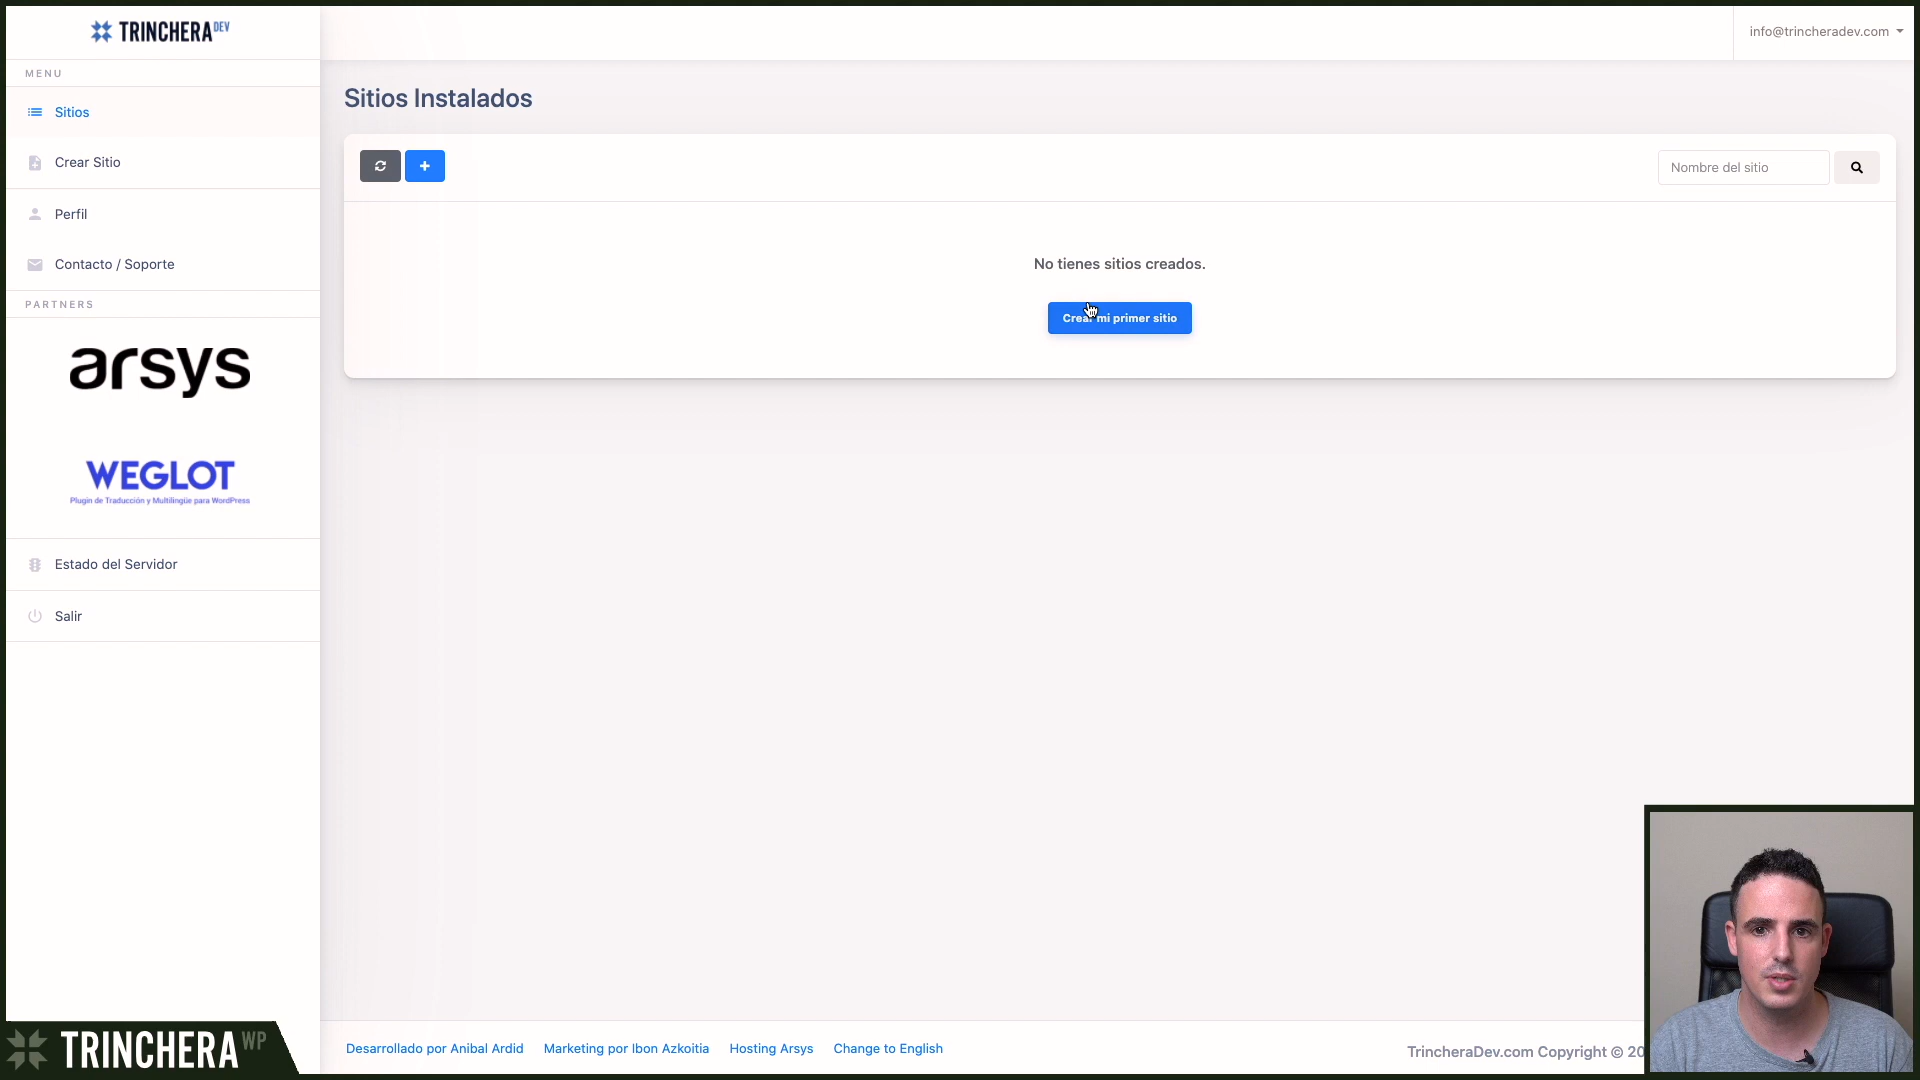 TRINCHERA DEV
info@trincheradev.com
MENU
Sitios
Crear Sitio
Perfil
Contacto / Soporte
PARTNERS
arsys
WEGLOT
Plugin de Traducción y Multilingüe para WordPress
Estado del Servidor
Salir
Sitios Instalados
Nombre del sitio
No tienes sitios creados.
Crear mi primer sitio
TRINCHERA WP
Desarrollado por Anibal Ardid
Marketing por Ibon Azkoitia
Hosting Arsys
Change to English
TrincheraDev.com Copyright © 20